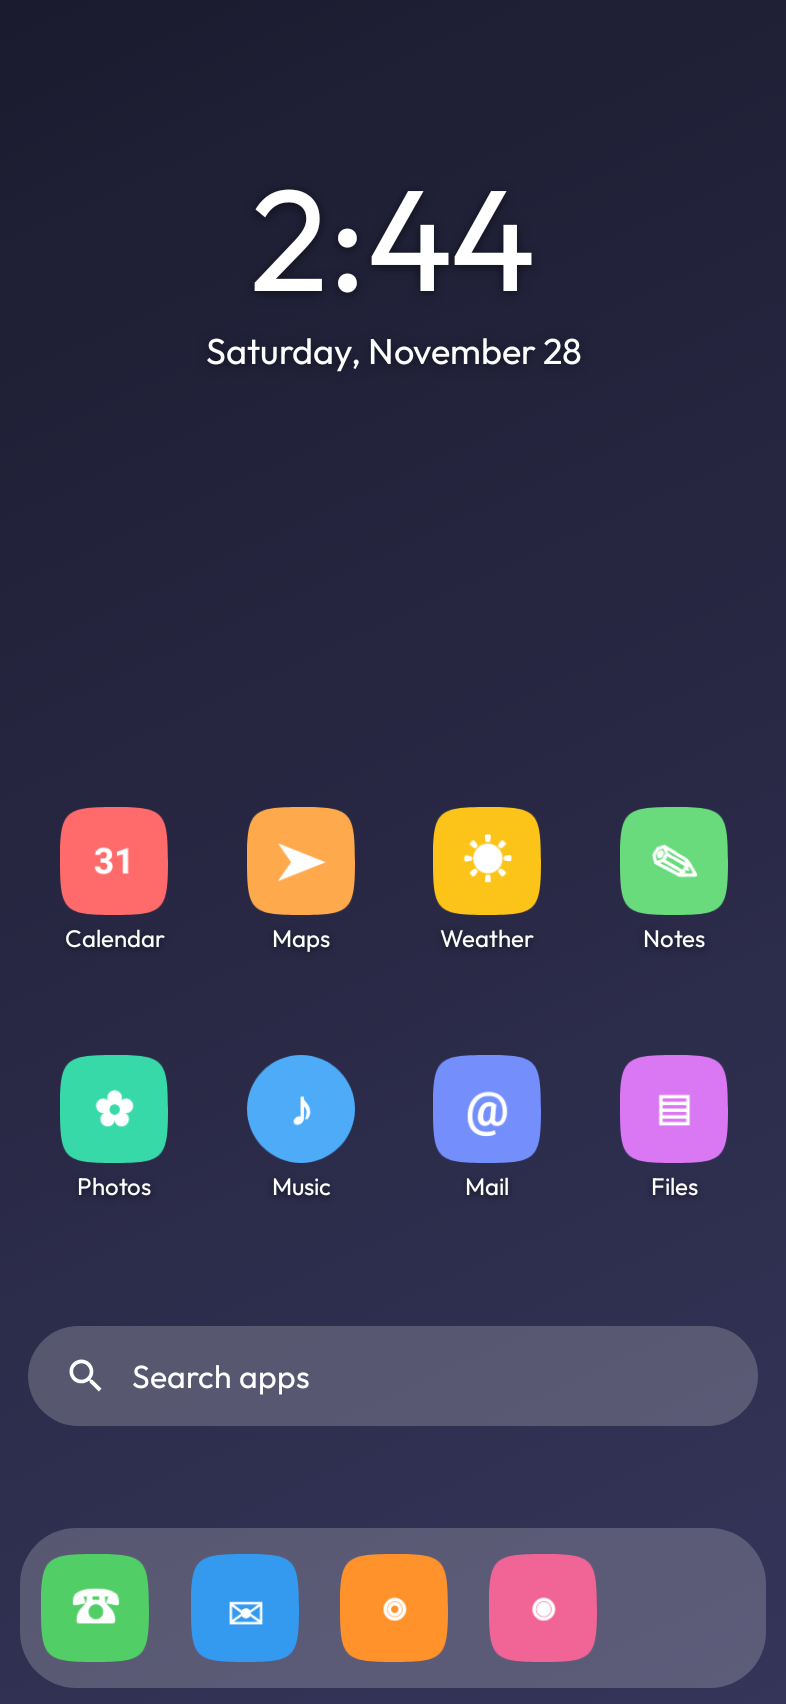 2:44
Saturday, November 28
31
Calendar
Maps
Weather
Notes
@
Photos
Music
Mail
Files
Search apps